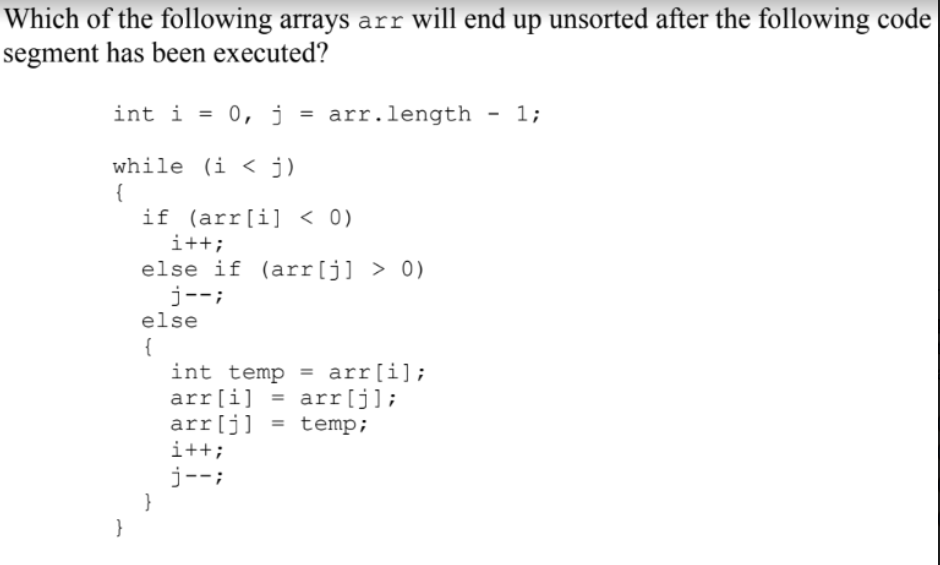 Which of the following arrays arr will end up unsorted after the following code
segment has been executed?
int i = 0, j = arr.length - 1;
while (i < j)
{
if (arr[i] < 0)
i++;
else if (arr[j] > 0)
j--;
else
{
int temp = arr[i];
arr[i] = arr[j];
arr[j] = temp;
i++;
j--;
}
}